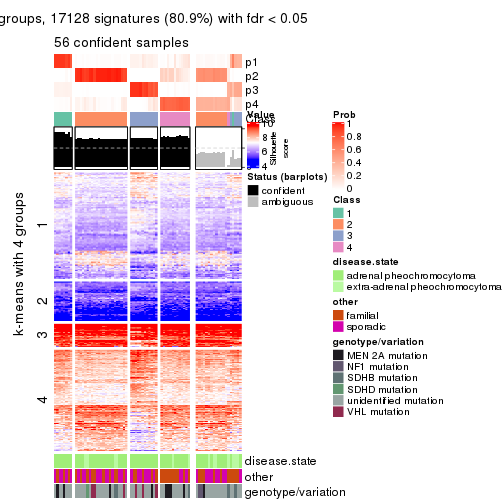 groups, 17128 signatures (80.9%) with fdr < 0.05
56 confident samples
p1
p2
p3
p4
Class
Value
10
8
6
4
Silhouette
score
Status (barplots)
confident
ambiguous
Prob
1
0.8
0.6
0.4
0.2
0
Class
1
2
3
4
disease.state
adrenal pheochromocytoma
extra-adrenal pheochromocytoma
other
familial
sporadic
genotype/variation
MEN 2A mutation
NF1 mutation
SDHB mutation
SDHD mutation
unidentified mutation
VHL mutation
k-means with 4 groups
1
2
3
4
disease.state
other
genotype/variation